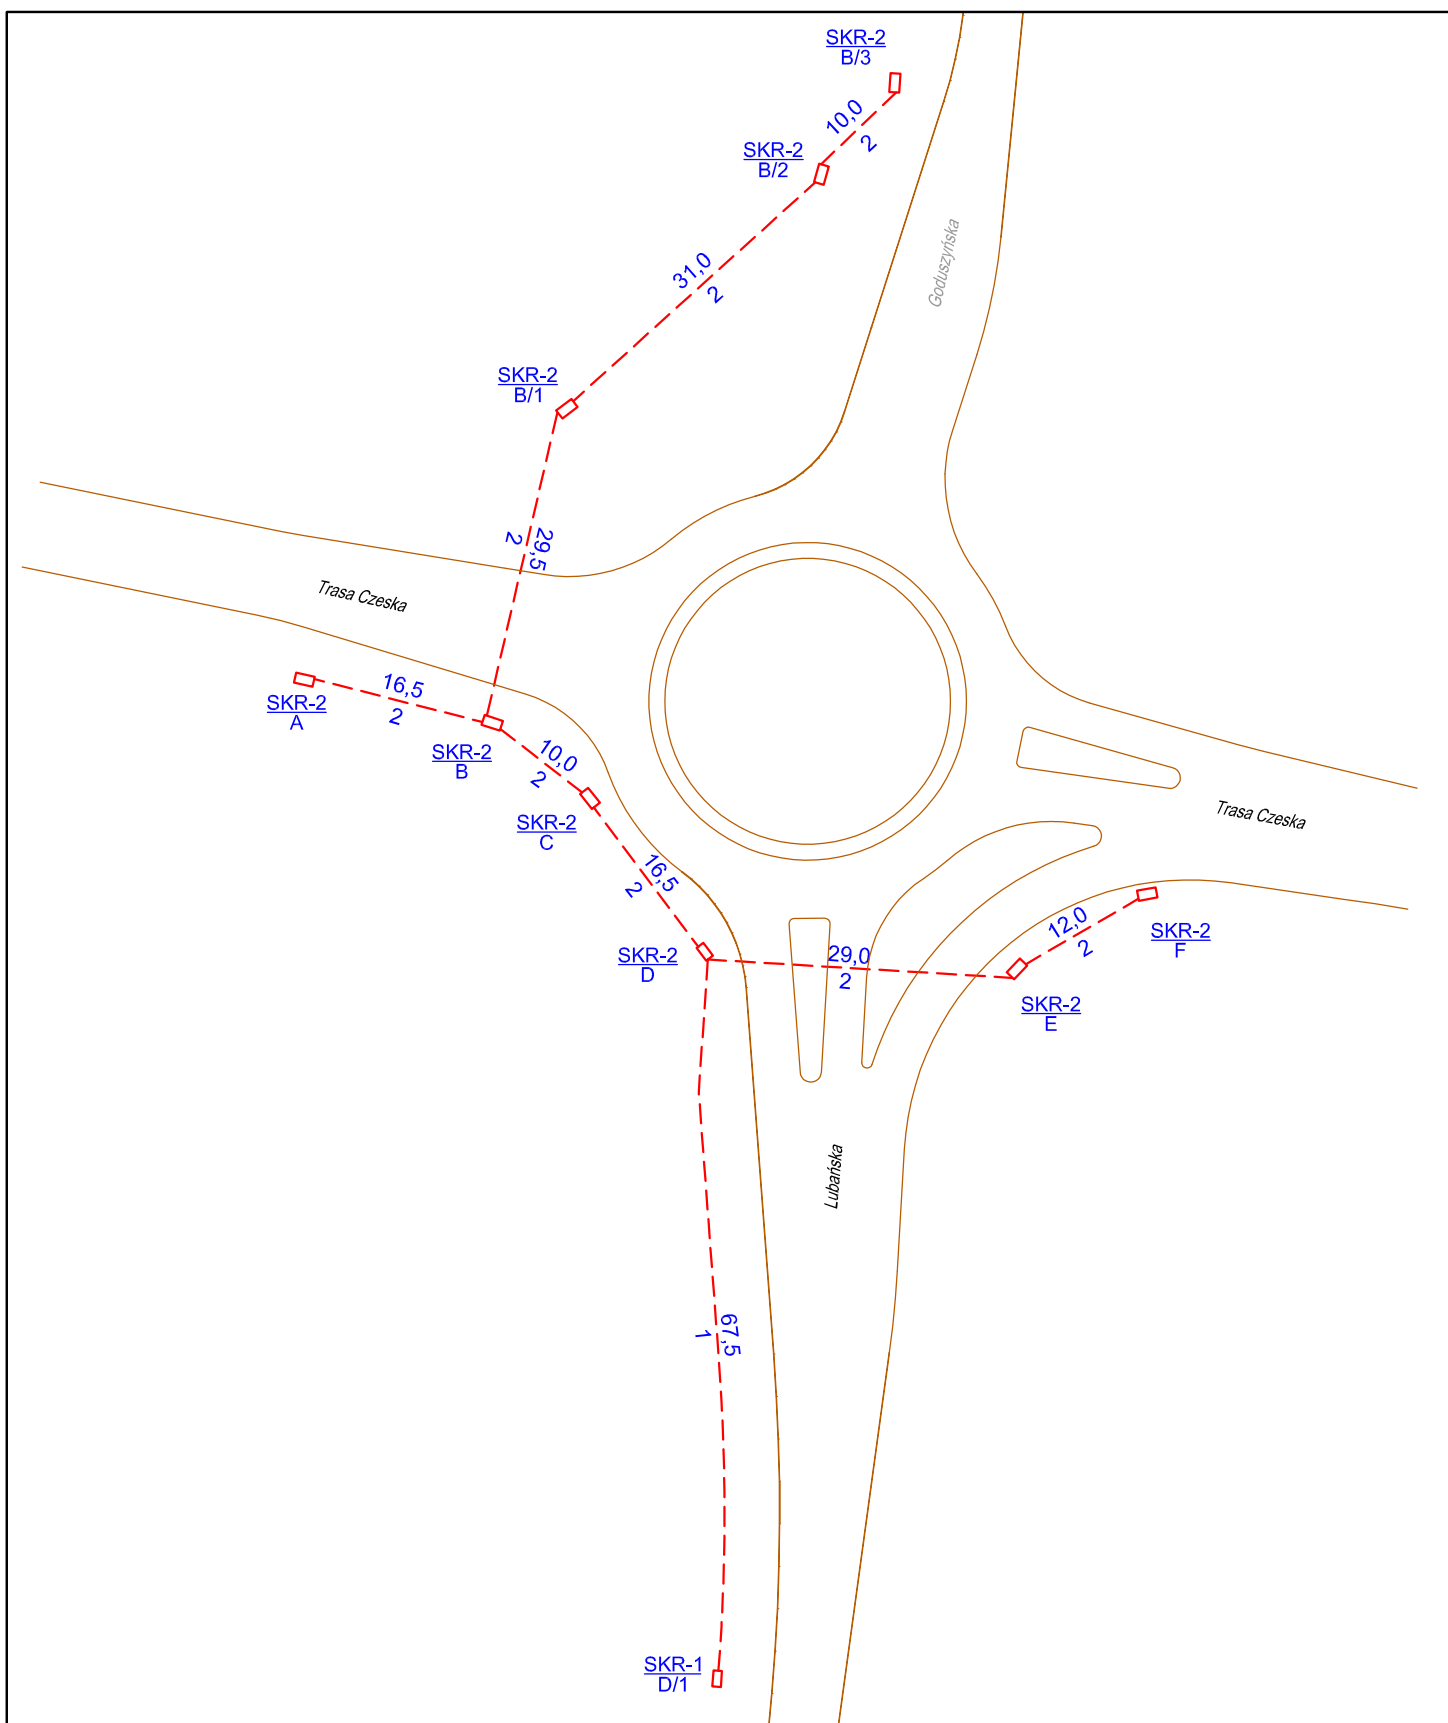 SKR-2
B/3
10,0
2
SKR-2
B/2
Goduszyńska
31,0
2
SKR-2
B/1
29,5
2
Trasa Czeska
16,5
2
SKR-2
A
SKR-2
B
10,0
2
SKR-2
C
Trasa Czeska
16,5
2
SKR-2
D
29,0
2
12,0
2
SKR-2
F
SKR-2
E
Lubańska
67,5
1
SKR-1
D/1